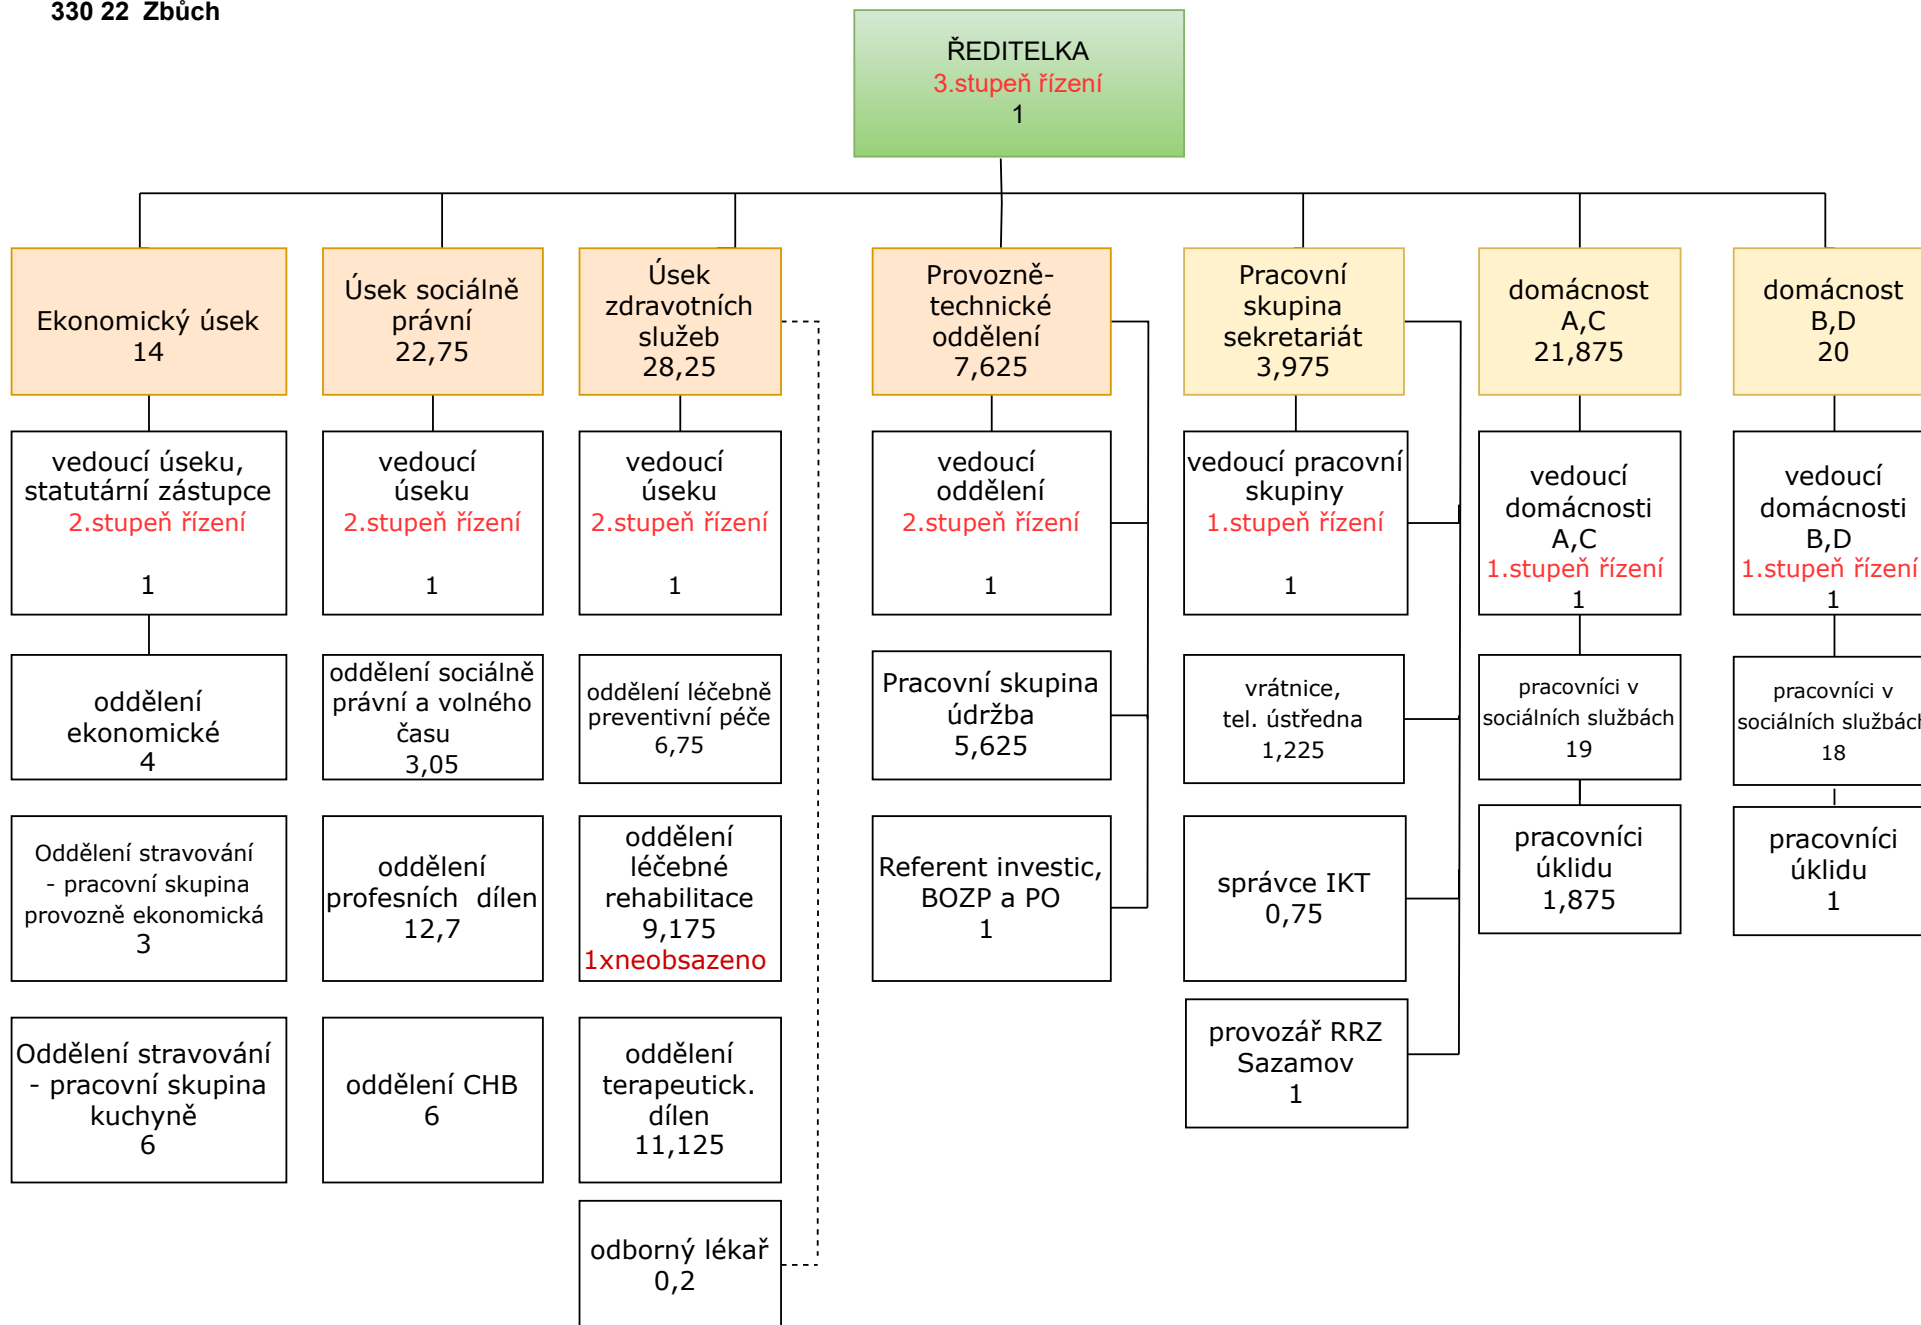 330 22 Zbůch
ŘEDITELKA
3.stupeň řízení
1
Ekonomický úsek
14
Úsek sociálně
právní
22,75
Úsek
zdravotních
služeb
28,25
Provozně-
technické
oddělení
7,625
Pracovní
skupina
sekretariát
3,975
domácnost
A,C
21,875
domácnost
B,D
20
vedoucí úseku,
statutární zástupce
2.stupeň řízení
1
vedoucí
úseku
2.stupeň řízení
1
vedoucí
úseku
2.stupeň řízení
1
vedoucí
oddělení
2.stupeň řízení
1
vedoucí pracovní
skupiny
1.stupeň řízení
1
vedoucí
domácnosti
A,C
1.stupeň řízení
1
vedoucí
domácnosti
B,D
1.stupeň řízení
1
oddělení
ekonomické
4
oddělení sociálně
právní a volného
času
3,05
oddělení léčebně
preventivní péče
6,75
Pracovní skupina
údržba
5,625
vrátnice,
tel. ústředna
1,225
pracovníci v
sociálních službách
19
pracovníci v
sociálních službách
18
Oddělení stravování
- pracovní skupina
provozně ekonomická
3
oddělení
profesních dílen
12,7
oddělení
léčebné
rehabilitace
9,175
1xneobsazeno
Referent investic,
BOZP a PO
1
správce IKT
0,75
pracovníci
úklidu
1,875
pracovníci
úklidu
1
Oddělení stravování
- pracovní skupina
kuchyně
6
oddělení CHB
6
oddělení
terapeutick.
dílen
11,125
provozář RRZ
Sazamov
1
odborný lékař
0,2